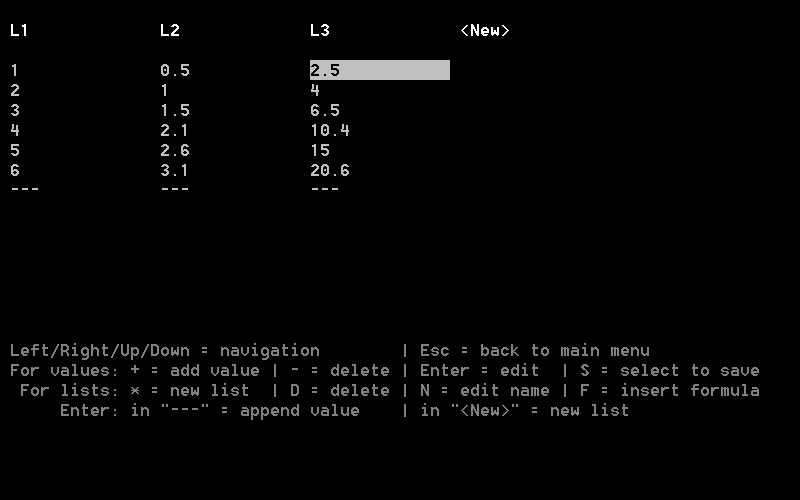 L1 L2 L3 <New>
1 0.5 2.5
2 1 4
3 1.5 6.5
4 2.1 10.4
5 2.6 15
6 3.1 20.6
--- --- ---
Left/Right/Up/Down = navigation | Esc = back to main menu
For values: + = add value | - = delete | Enter = edit | S = select to save
For lists: * = new list | D = delete | N = edit name | F = insert formula
Enter: in "---" = append value | in "<New>" = new list